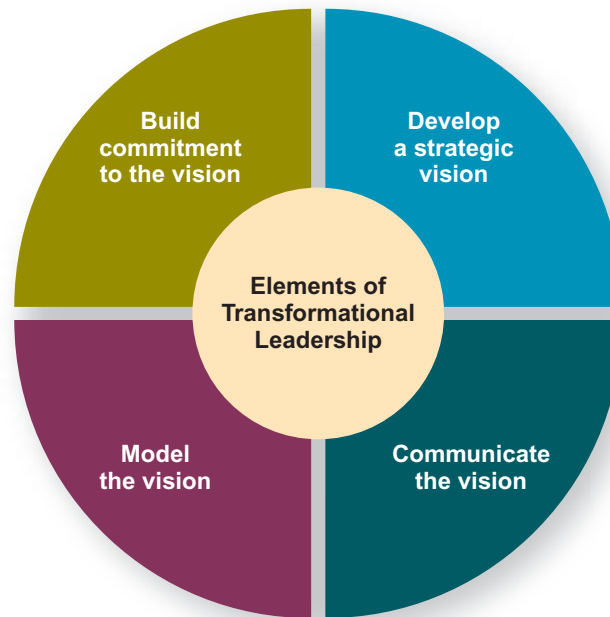 Build
commitment
to the vision
Develop
a strategic
vision
Elements of
Transformational
Leadership
Model
the vision
Communicate
the vision